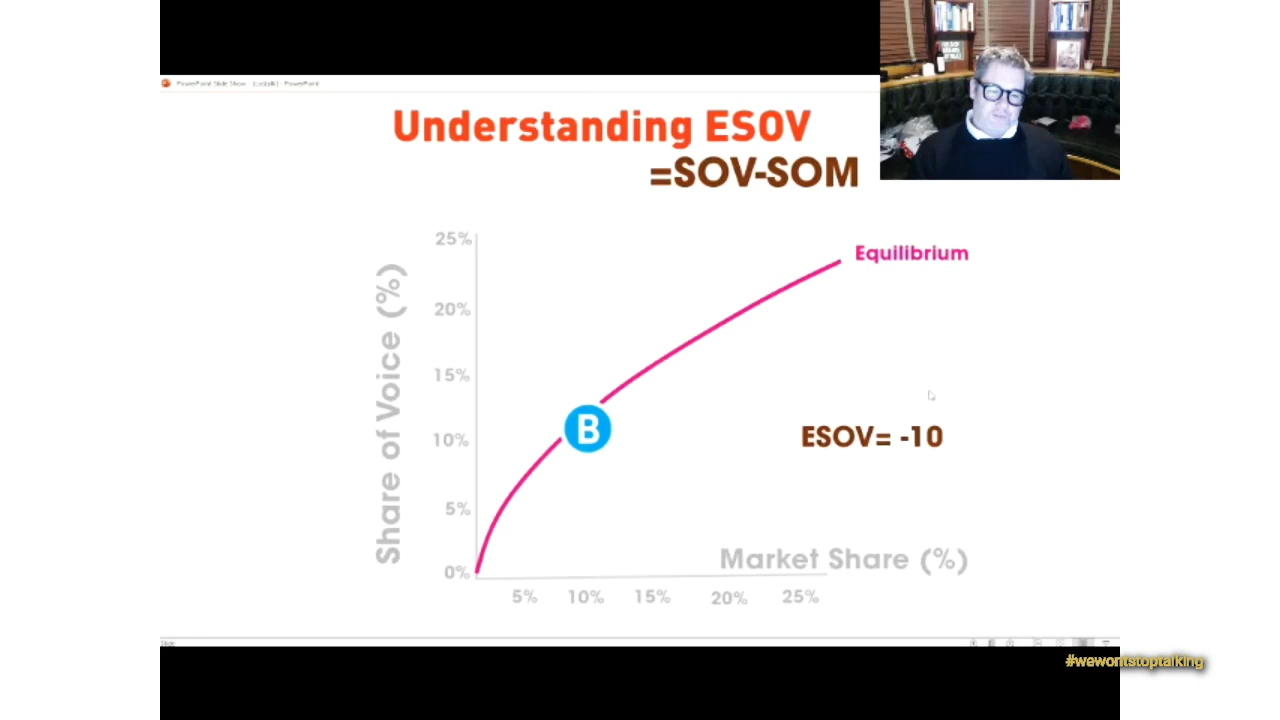 PowerPoint Slide Show - [ - PowerPoint
Understanding ESOV
=SOV-SOM
Equilibrium
Share of Voice (%)
25%
20%
15%
10%
5%
0%
B
ESOV= -10
Market Share (%)
5% 10% 15% 20% 25%
Slide
#wewontstoptalking